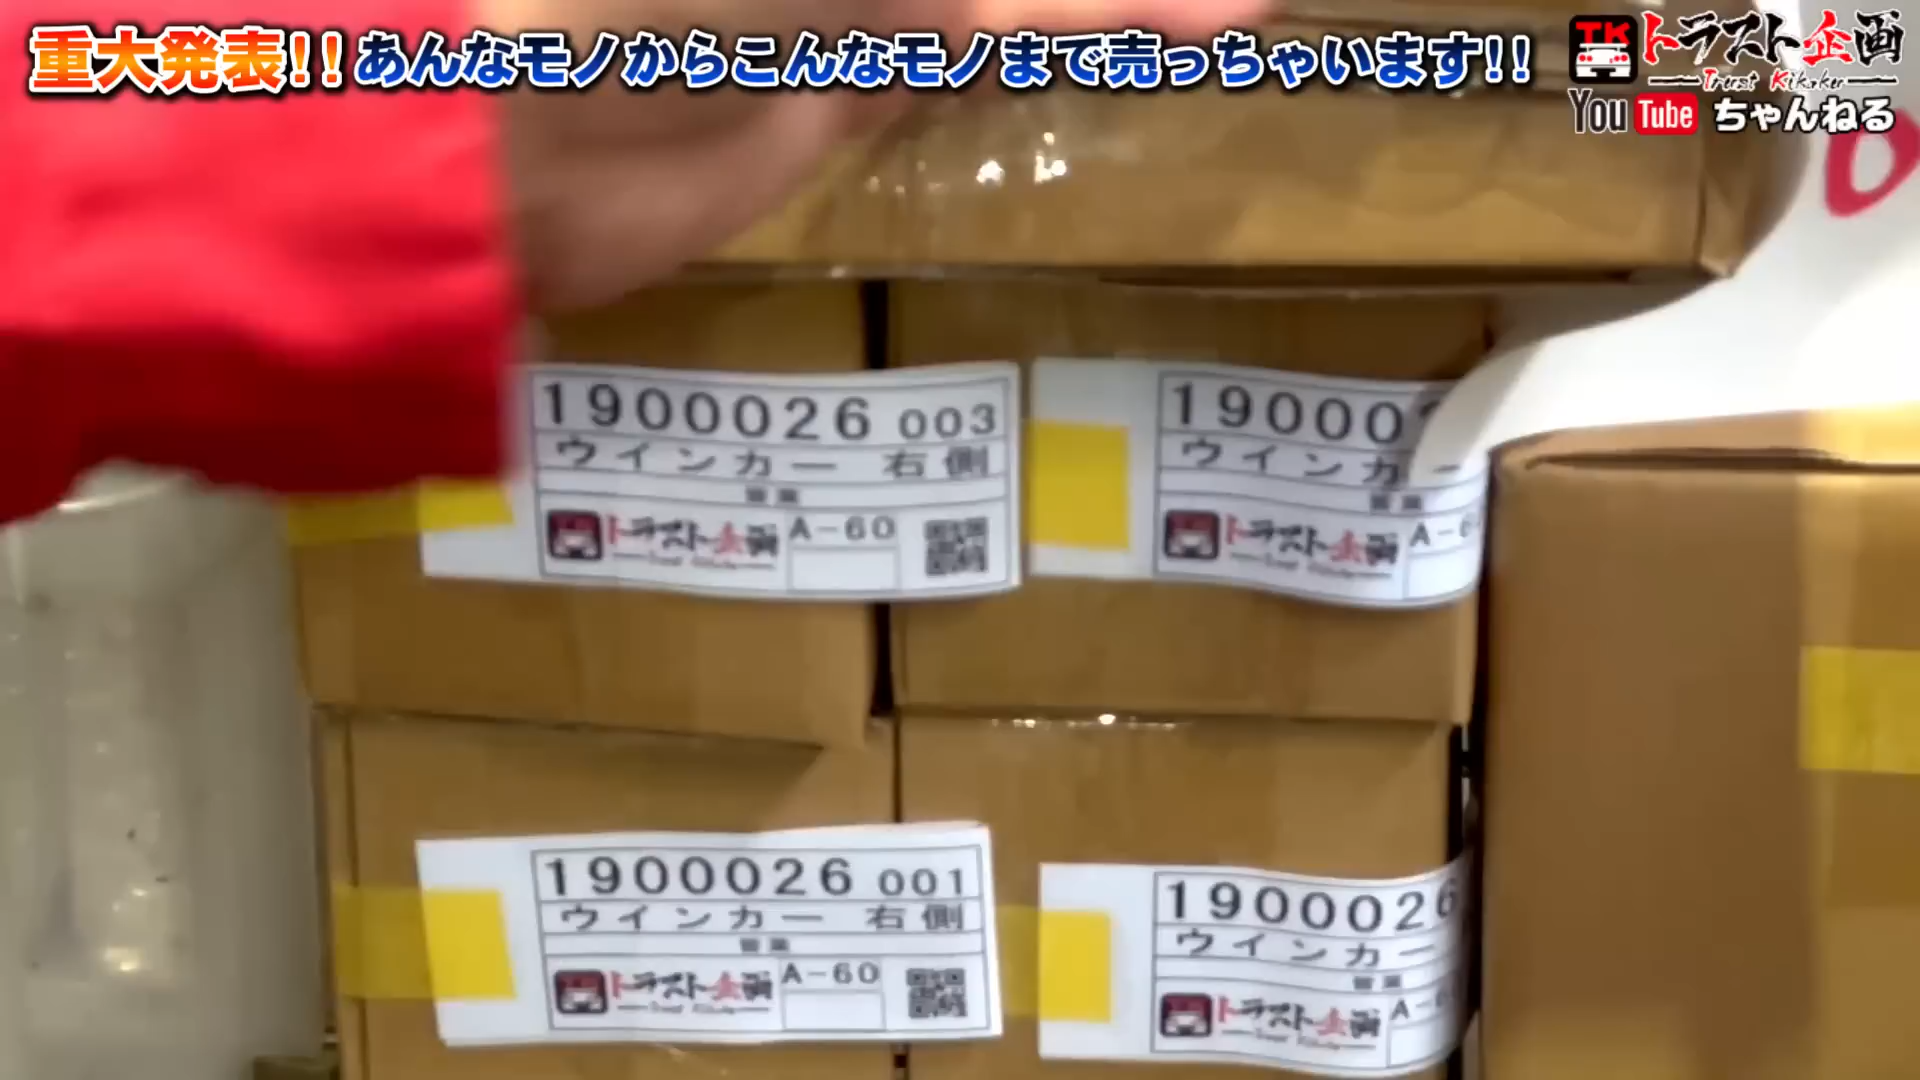 重大発表!! あんなモノからこんなモノまで売っちゃいます!!
TK トラスト企画
Trust Kikaku
YouTube ちゃんねる
1900026 003
ウインカー 右側
トラスト企画 A-60
19000
ウインカー
トラスト企画 A-6
1900026 001
ウインカー 右側
トラスト企画 A-60
1900026
ウインカー
トラスト企画 A-